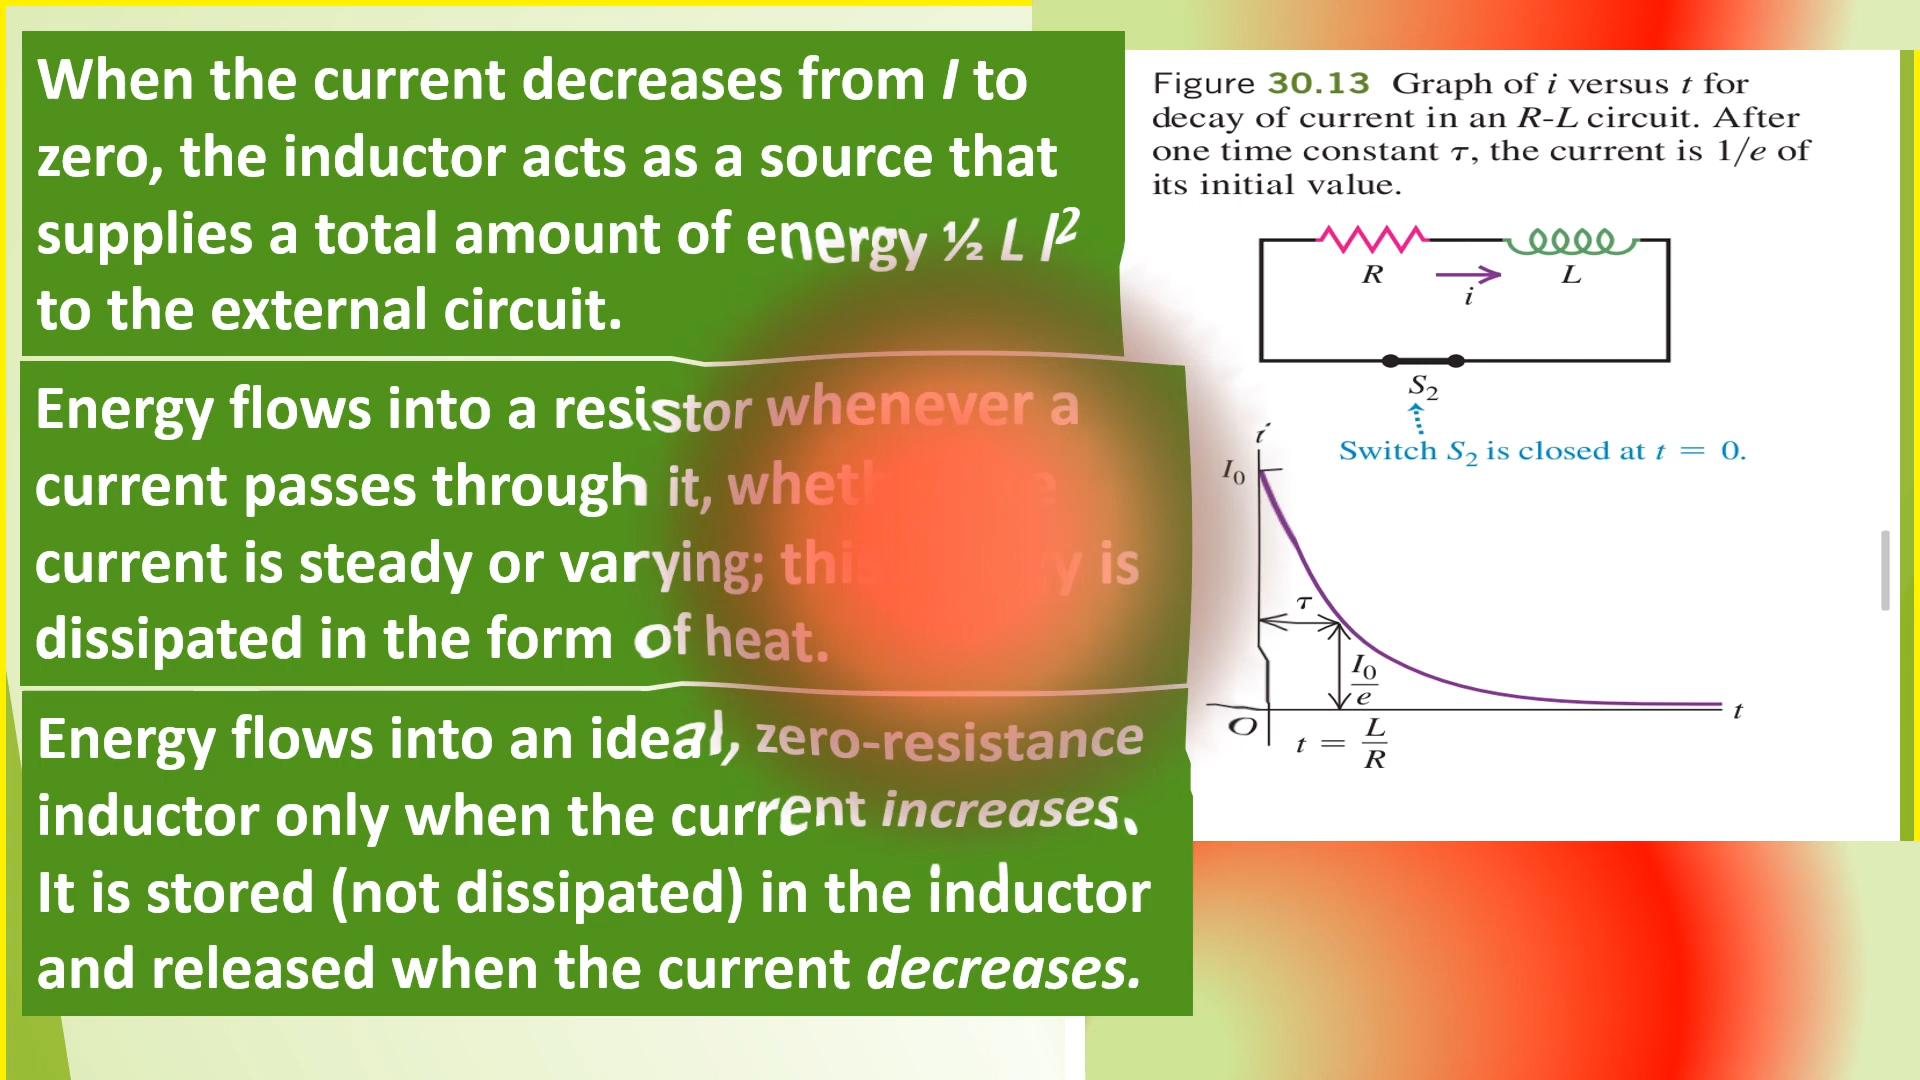 When the current decreases from I to
zero, the inductor acts as a source that
supplies a total amount of energy ½ L I²
to the external circuit.
Energy flows into a resistor whenever a
current passes through it,
current is steady or varying; is
dissipated in the form of heat.
Energy flows into an ideal, zero-resistance
inductor only when the current increases.
It is stored (not dissipated) in the inductor
and released when the current decreases.
Figure 30.13 Graph of i versus t for
decay of current in an R-L circuit. After
one time constant τ, the current is 1/e of
its initial value.
R
L
i
S₂
Switch S₂ is closed at t = 0.
i
I₀
τ
I₀/e
O
t
t = L/R